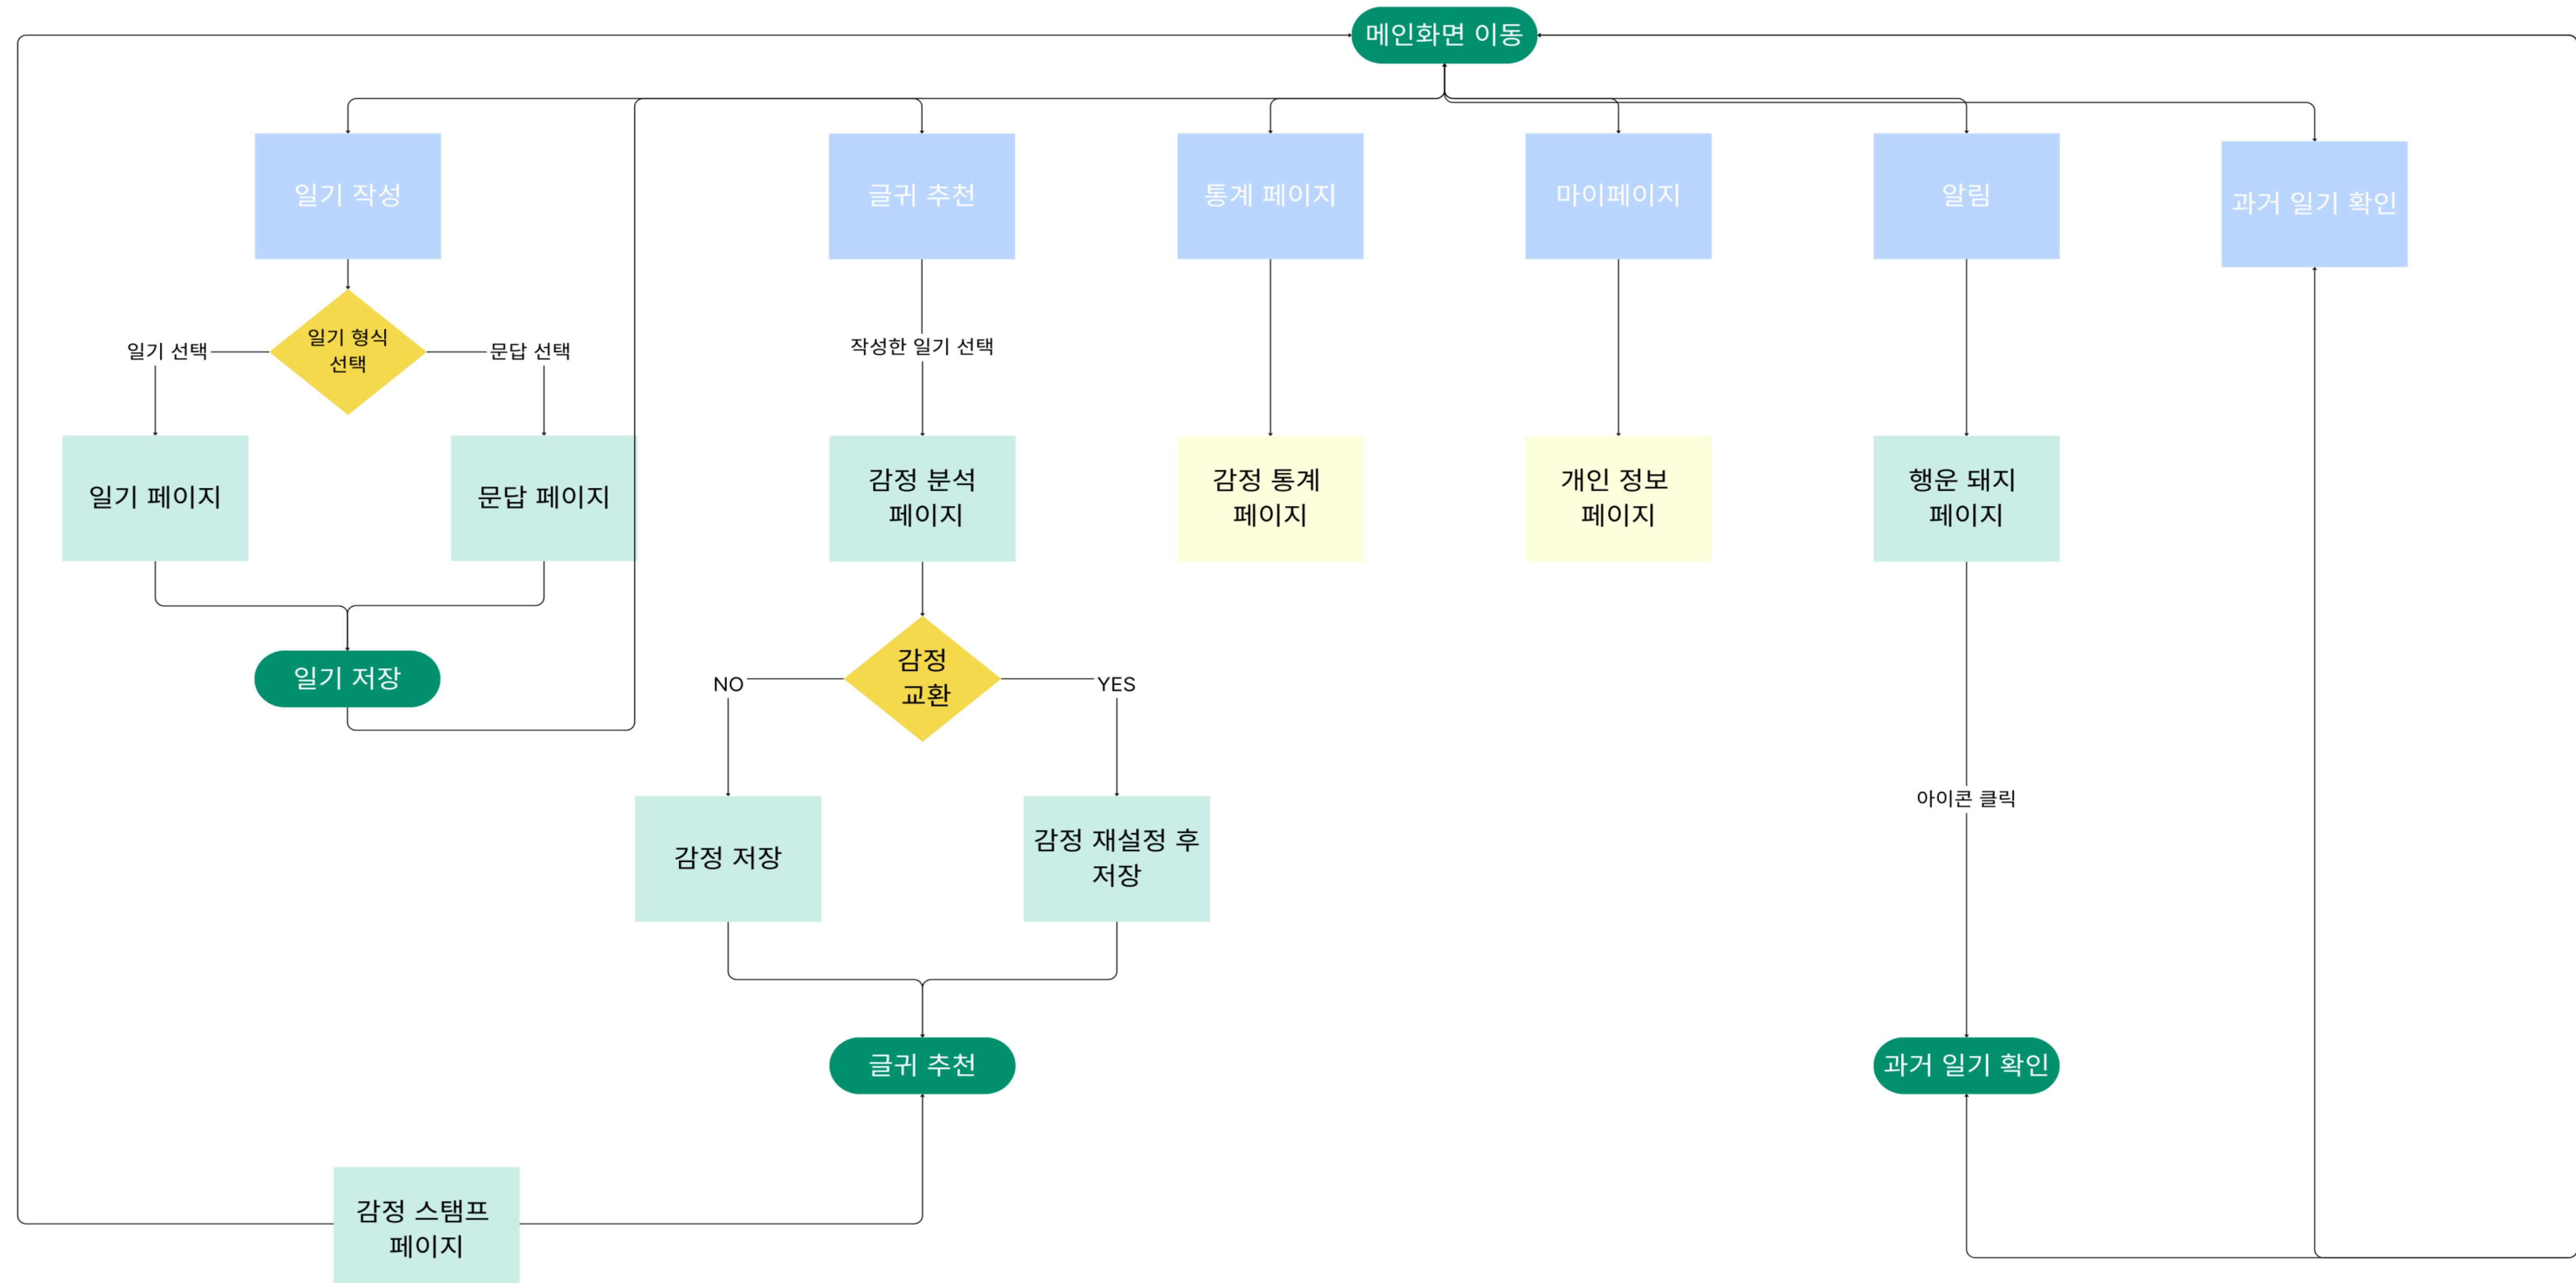 메인화면 이동
일기 작성
글귀 추천
통계 페이지
마이페이지
알림
과거 일기 확인
일기 선택
일기 형식
선택
문답 선택
작성한 일기 선택
일기 페이지
문답 페이지
감정 분석
페이지
감정 통계
페이지
개인 정보
페이지
행운 돼지
페이지
일기 저장
NO
감정
교환
YES
아이콘 클릭
감정 저장
감정 재설정 후
저장
글귀 추천
과거 일기 확인
감정 스탬프
페이지